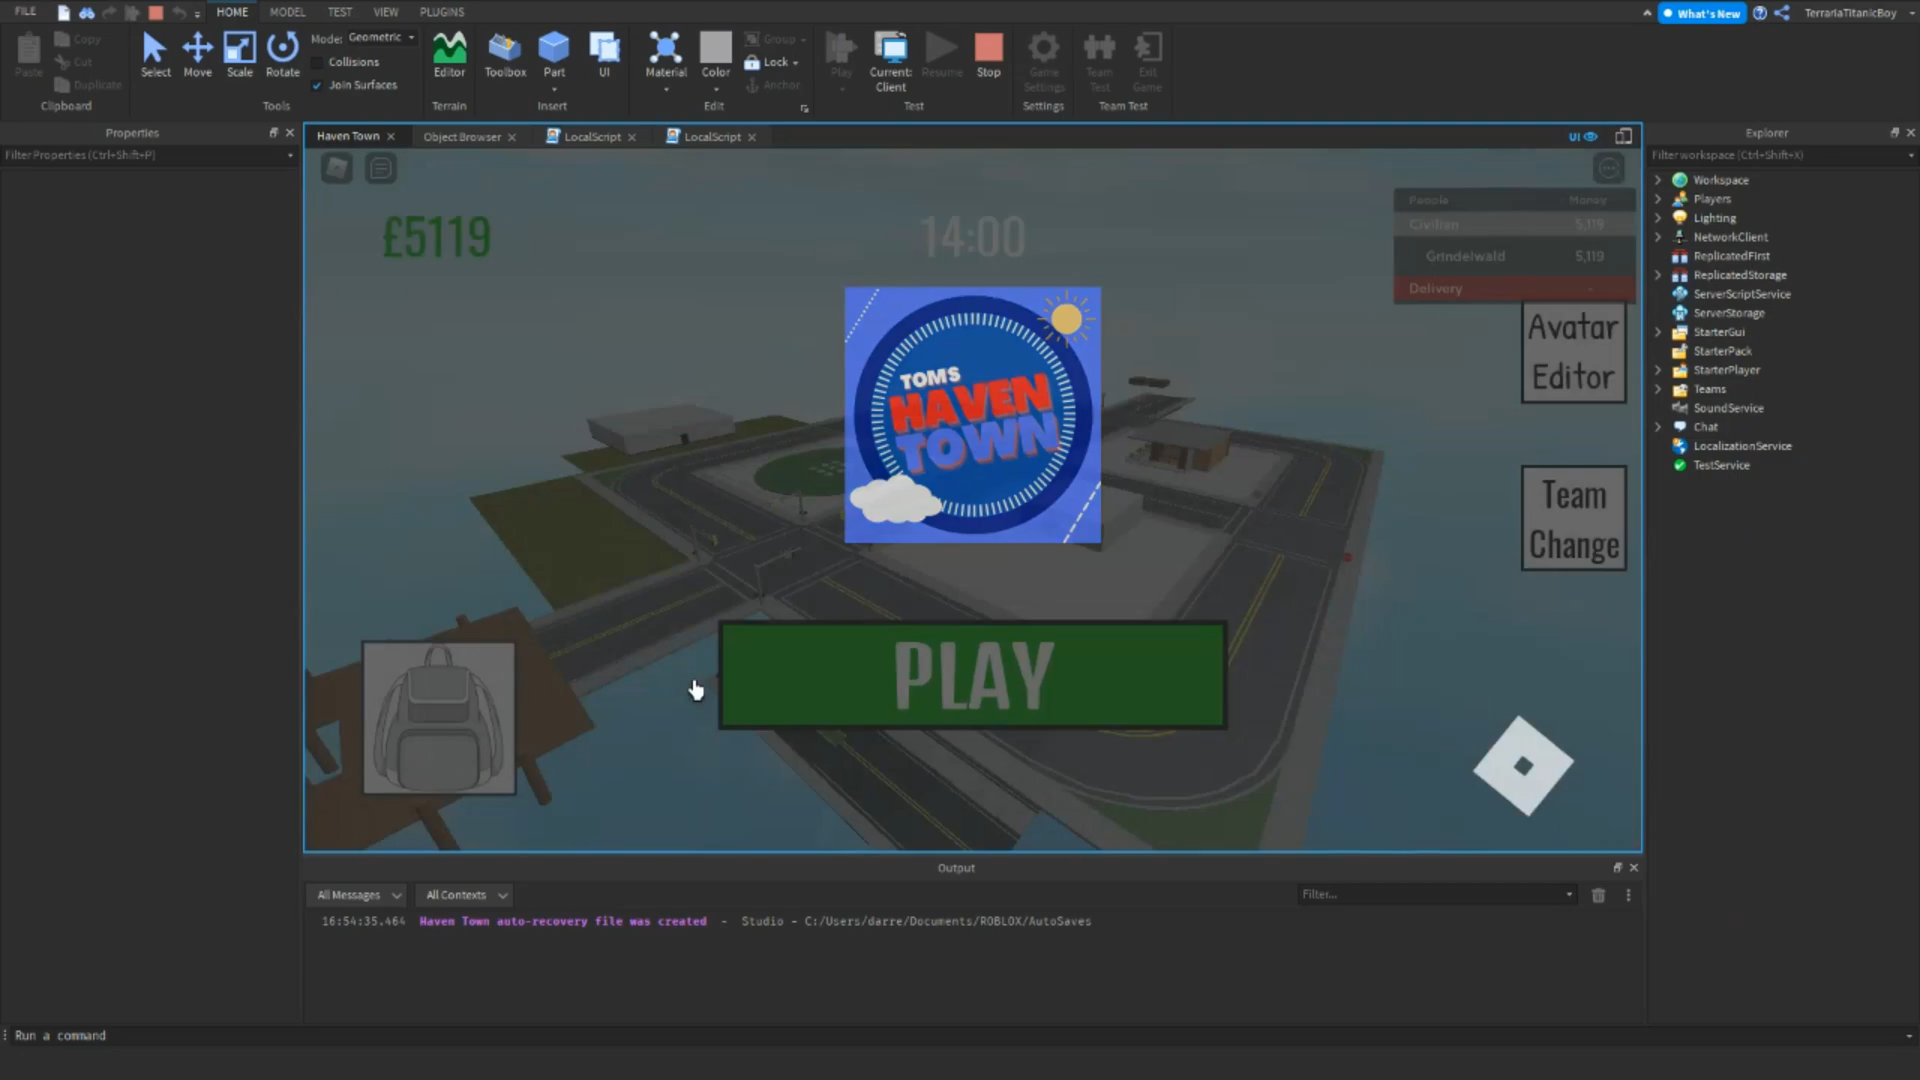 FILE HOME MODEL TEST VIEW PLUGINS What's New TerrariaTitanicBoy
Paste Copy Cut Duplicate Clipboard
Select Move Scale Rotate Mode: Geometric Collisions Join Surfaces Tools
Editor Terrain
Toolbox Part UI Insert
Material Color Group Lock Anchor Edit
Play Current: Client Resume Stop Test
Game Settings Settings
Team Test Exit Game Team Test
Properties
Filter Properties (Ctrl+Shift+P)
Haven Town Object Browser LocalScript LocalScript UI
£5119
14:00
People Money
Civilian 5,119
Grindelwald 5,119
Delivery -
TOMS
HAVEN
TOWN
Avatar
Editor
Team
Change
PLAY
Explorer
Filter workspace (Ctrl+Shift+X)
Workspace
Players
Lighting
NetworkClient
ReplicatedFirst
ReplicatedStorage
ServerScriptService
ServerStorage
StarterGui
StarterPack
StarterPlayer
Teams
SoundService
Chat
LocalizationService
TestService
Output
All Messages All Contexts Filter...
16:54:35.464 Haven Town auto-recovery file was created - Studio - C:/Users/darre/Documents/ROBLOX/AutoSaves
Run a command